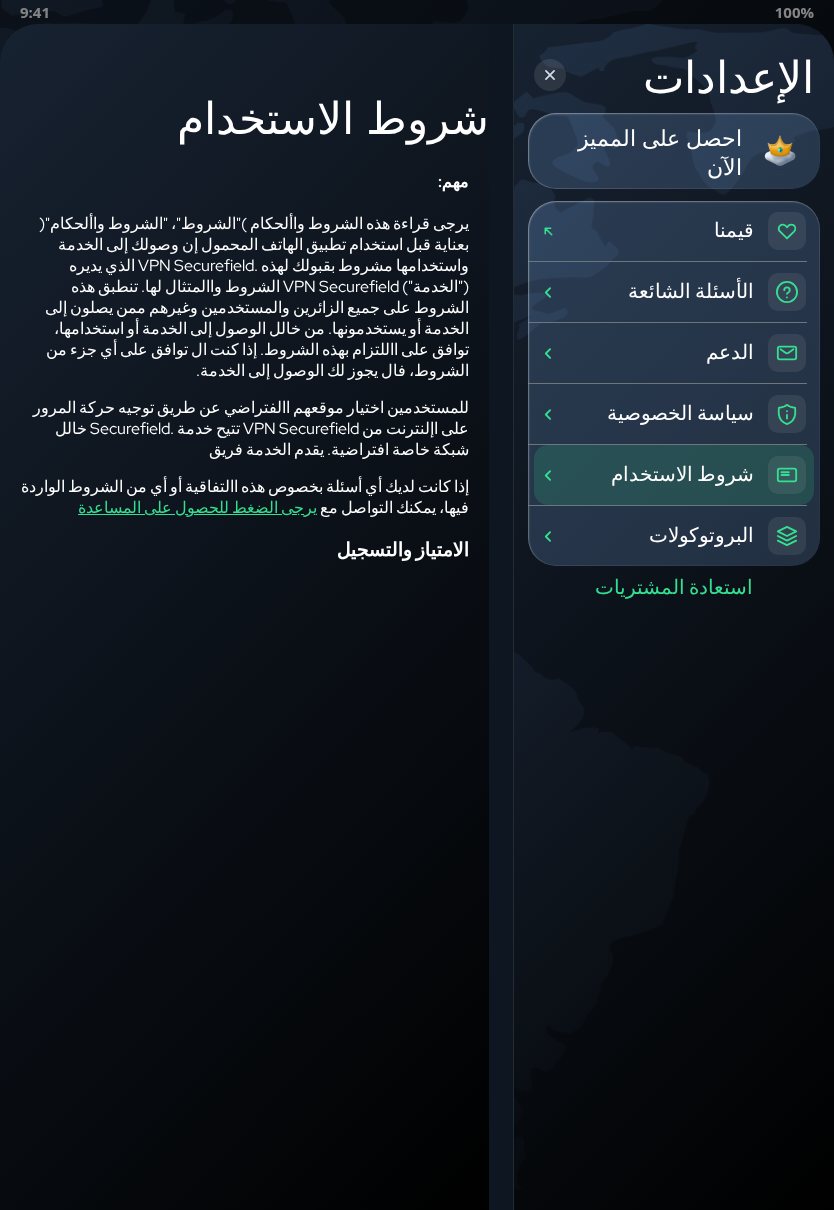 9:41
100%
الإعدادات
احصل على المميز
الآن
قيمنا
الأسئلة الشائعة
الدعم
سياسة الخصوصية
شروط الاستخدام
البروتوكولات
استعادة المشتريات
شروط الاستخدام
مهم:
يرجى قراءة هذه الشروط واألحكام )"الشروط"، "الشروط واألحكام"(
بعناية قبل استخدام تطبيق الهاتف المحمول إن وصولك إلى الخدمة
واستخدامها مشروط بقبولك لهذه .VPN Securefield الذي يديره
("الخدمة") VPN Securefield الشروط واالمتثال لها. تنطبق هذه
الشروط على جميع الزائرين والمستخدمين وغيرهم ممن يصلون إلى
الخدمة أو يستخدمونها. من خالل الوصول إلى الخدمة أو استخدامها،
توافق على االلتزام بهذه الشروط. إذا كنت ال توافق على أي جزء من
الشروط، فال يجوز لك الوصول إلى الخدمة.
للمستخدمين اختيار موقعهم االفتراضي عن طريق توجيه حركة المرور
على اإلنترنت من VPN Securefield تتيح خدمة .Securefield خالل
شبكة خاصة افتراضية. يقدم الخدمة فريق
إذا كانت لديك أي أسئلة بخصوص هذه االتفاقية أو أي من الشروط الواردة
فيها، يمكنك التواصل مع يرجى الضغط للحصول على المساعدة
الامتياز والتسجيل